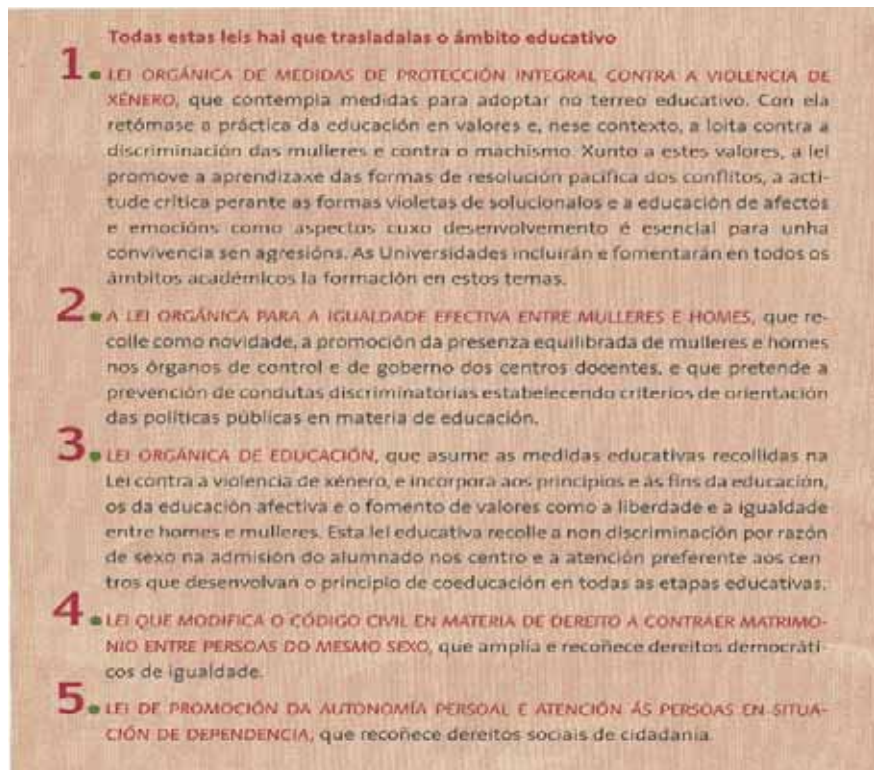 Todas estas leis hai que trasladalas o ámbito educativo
1. LEI ORGÁNICA DE MEDIDAS DE PROTECCIÓN INTEGRAL CONTRA A VIOLENCIA DE
XÉNERO, que contempla medidas para adoptar no terreo educativo. Con ela
retómase a práctica da educación en valores e, nese contexto, a loita contra a
discriminación das mulleres e contra o machismo. Xunto a estes valores, a lei
promove a aprendizaxe das formas de resolución pacífica dos conflitos, a acti-
tude crítica perante as formas violetas de solucionalos e a educación de afectos
e emocións como aspectos cuxo desenvolvemento é esencial para unha
convivencia sen agresións. As Universidades incluirán e fomentarán en todos os
ámbitos académicos la formación en estos temas.
2. A LEI ORGÁNICA PARA A IGUALDADE EFECTIVA ENTRE MULLERES E HOMES, que re-
colle como novidade, a promoción da presenza equilibrada de mulleres e homes
nos órganos de control e de goberno dos centros docentes, e que pretende a
prevención de condutas discriminatorias estabelecendo criterios de orientación
das políticas públicas en materia de educación.
3. LEI ORGÁNICA DE EDUCACIÓN, que asume as medidas educativas recollidas na
Lei contra a violencia de xénero, e incorpora aos principios e ás fins da educación,
os da educación afectiva e o fomento de valores como a liberdade e a igualdade
entre homes e mulleres. Esta lei educativa recolle a non discriminación por razón
de sexo na admisión do alumnado nos centro e a atención preferente aos cen
tros que desenvolvan o principio de coeducación en todas as etapas educativas.
4. LEI QUE MODIFICA O CÓDIGO CIVIL EN MATERIA DE DEREITO A CONTRAER MATRIMO-
NIO ENTRE PERSOAS DO MESMO SEXO, que amplía e recoñece dereitos democráti
cos de igualdade.
5. LEI DE PROMOCIÓN DA AUTONOMÍA PERSOAL E ATENCIÓN ÁS PERSOAS EN SITUA-
CIÓN DE DEPENDENCIA, que recoñece dereitos sociais de cidadanía.